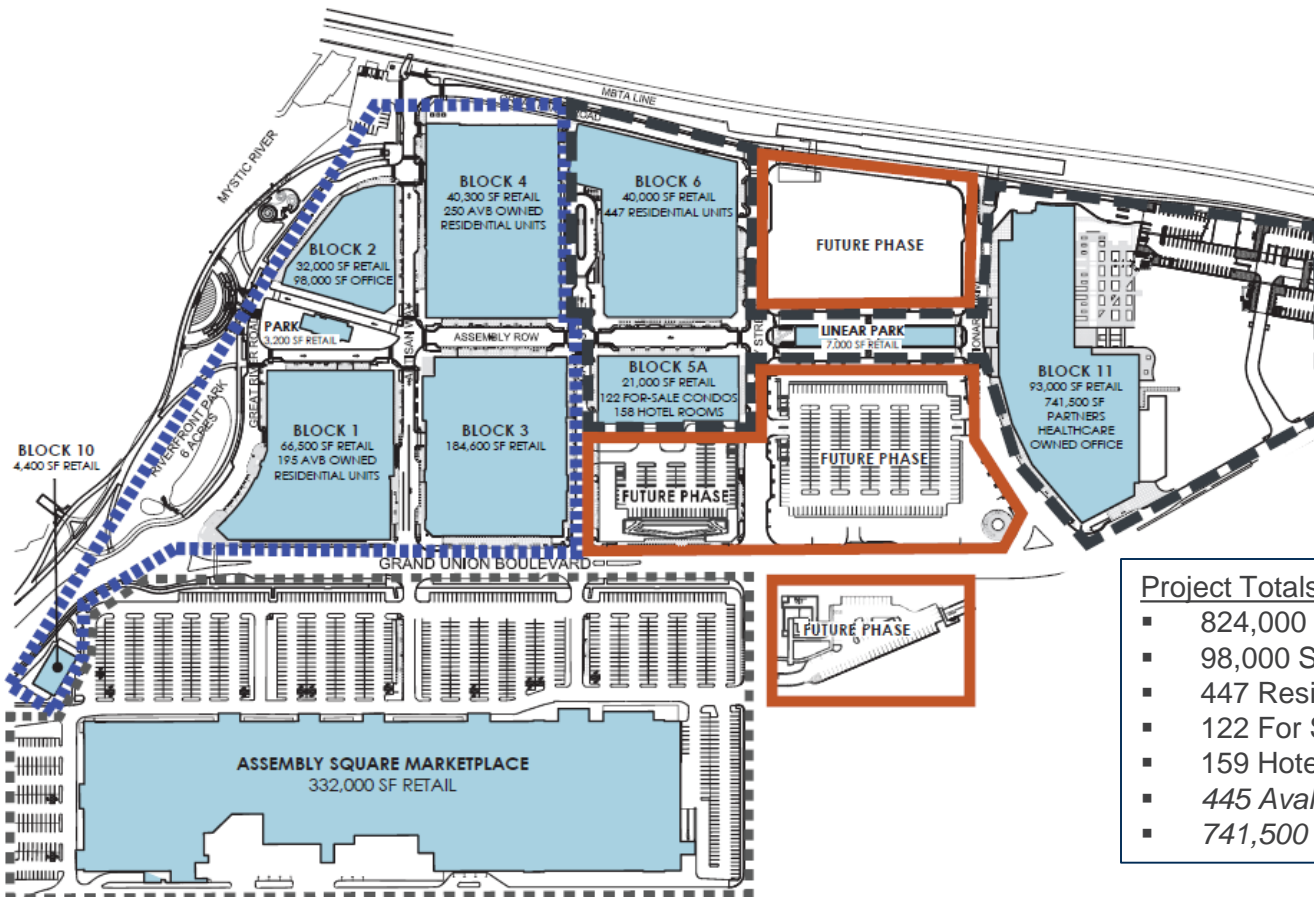 MBTA LINE
ROAD
MYSTIC RIVER
BLOCK 4
40,300 SF RETAIL
250 AVB OWNED
RESIDENTIAL UNITS
BLOCK 6
40,000 SF RETAIL
447 RESIDENTIAL UNITS
FUTURE PHASE
BLOCK 2
32,000 SF RETAIL
98,000 SF OFFICE
PARK
3,200 SF RETAIL
GREAT RIVER ROAD
ASSEMBLY ROW
LINEAR PARK
7,000 SF RETAIL
BLOCK 11
93,000 SF RETAIL
741,500 SF
PARTNERS
HEALTHCARE
OWNED OFFICE
BLOCK 5A
21,000 SF RETAIL
122 FOR-SALE CONDOS
158 HOTEL ROOMS
RIVERFRONT PARK
6 ACRES
BLOCK 1
66,500 SF RETAIL
195 AVB OWNED
RESIDENTIAL UNITS
BLOCK 3
184,600 SF RETAIL
BLOCK 10
4,400 SF RETAIL
FUTURE PHASE
FUTURE PHASE
GRAND UNION BOULEVARD
FUTURE PHASE
ASSEMBLY SQUARE MARKETPLACE
332,000 SF RETAIL
Project Totals
▪ 824,000
▪ 98,000 S
▪ 447 Resi
▪ 122 For S
▪ 159 Hote
▪ 445 Aval
▪ 741,500